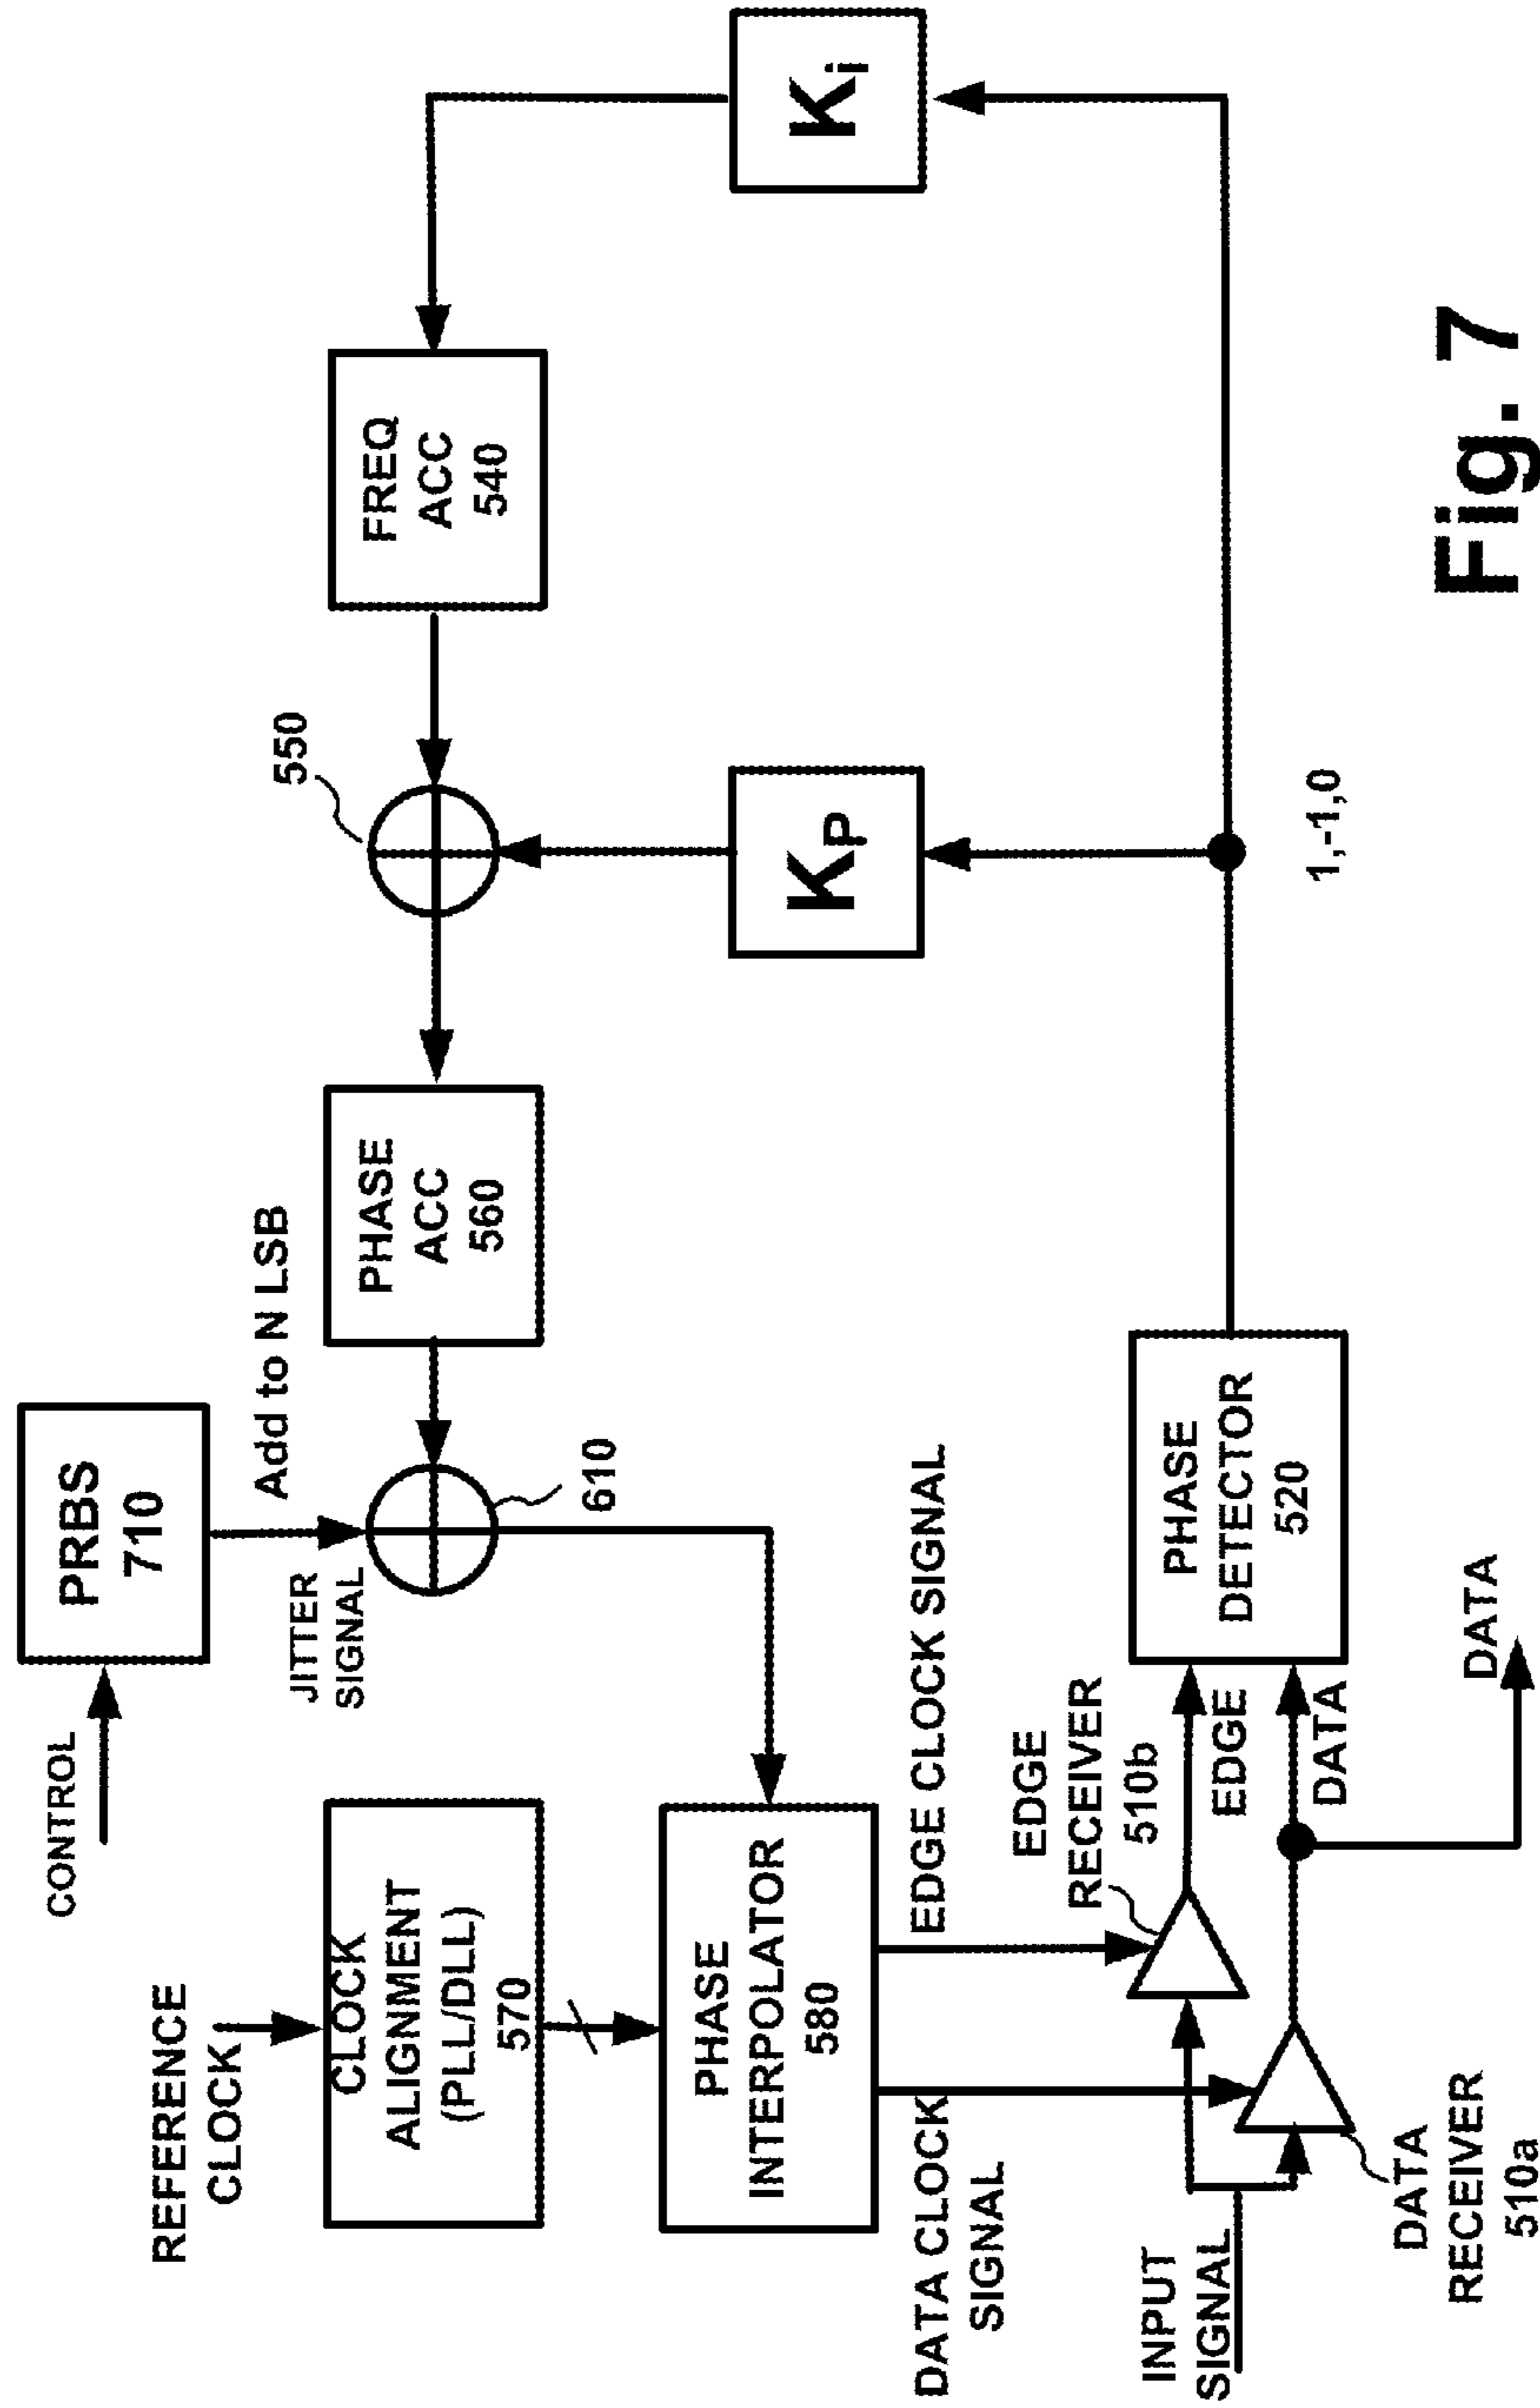 CONTROL
PRBS
710
REFERENCE
CLOCK
JITTER
SIGNAL
Add to N LSB
550
CLOCK
ALIGNMENT
(PLL/DLL)
570
PHASE
ACC
560
FREQ
ACC
540
610
PHASE
INTERPOLATOR
580
KP
Ki
DATA CLOCK
SIGNAL
EDGE CLOCK SIGNAL
EDGE
RECEIVER
510b
INPUT
SIGNAL
EDGE
DATA
PHASE
DETECTOR
520
1,-1,0
DATA
RECEIVER
510a
DATA
Fig. 7